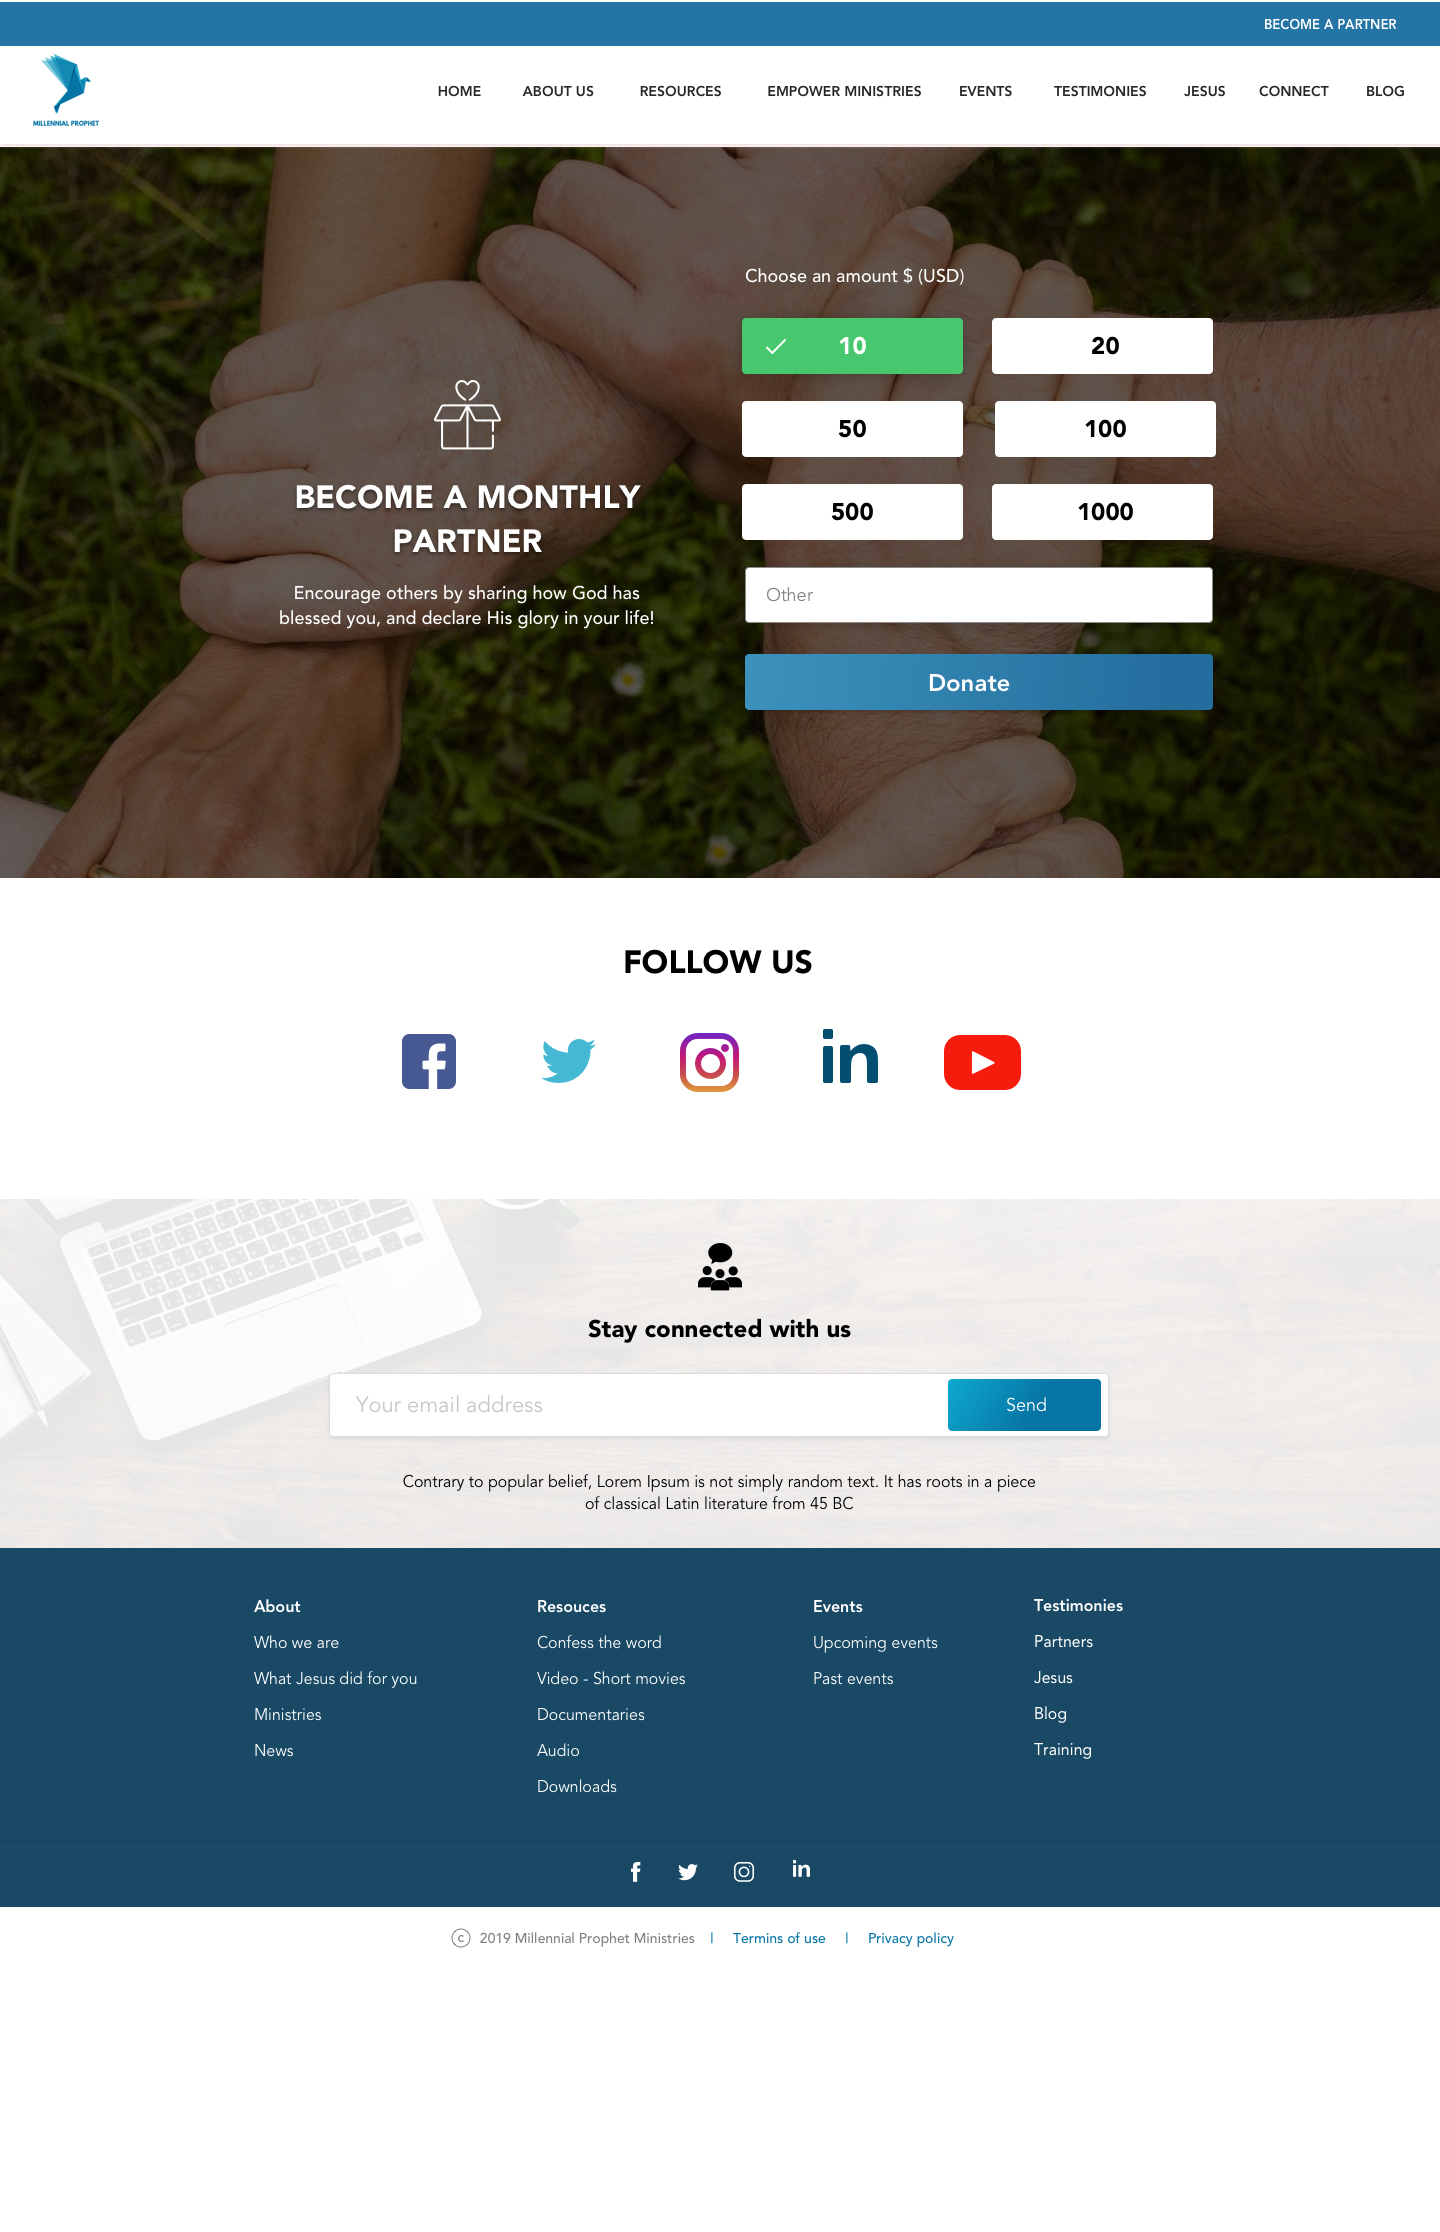 BECOME A PARTNER
MILLENNIAL PROPHET
HOME ABOUT US RESOURCES EMPOWER MINISTRIES EVENTS TESTIMONIES JESUS CONNECT BLOG
BECOME A MONTHLY
PARTNER
Encourage others by sharing how God has
blessed you, and declare His glory in your life!
Choose an amount $ (USD)
10 20
50 100
500 1000
Other
Donate
FOLLOW US
Stay connected with us
Your email address
Send
Contrary to popular belief, Lorem Ipsum is not simply random text. It has roots in a piece
of classical Latin literature from 45 BC
About
Who we are
What Jesus did for you
Ministries
News
Resouces
Confess the word
Video - Short movies
Documentaries
Audio
Downloads
Events
Upcoming events
Past events
Testimonies
Partners
Jesus
Blog
Training
© 2019 Millennial Prophet Ministries | Termins of use | Privacy policy